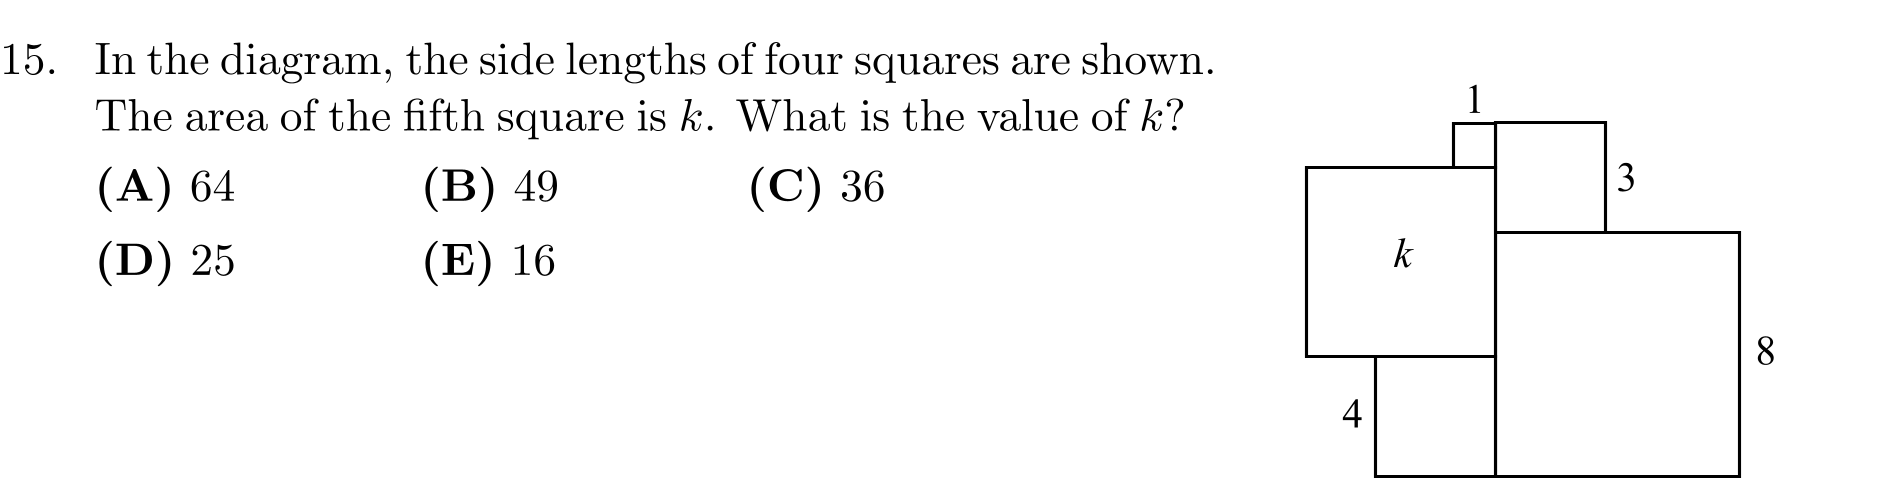 15. In the diagram, the side lengths of four squares are shown.
The area of the fifth square is k. What is the value of k?
(A) 64 (B) 49 (C) 36
(D) 25 (E) 16
1
3
k
8
4